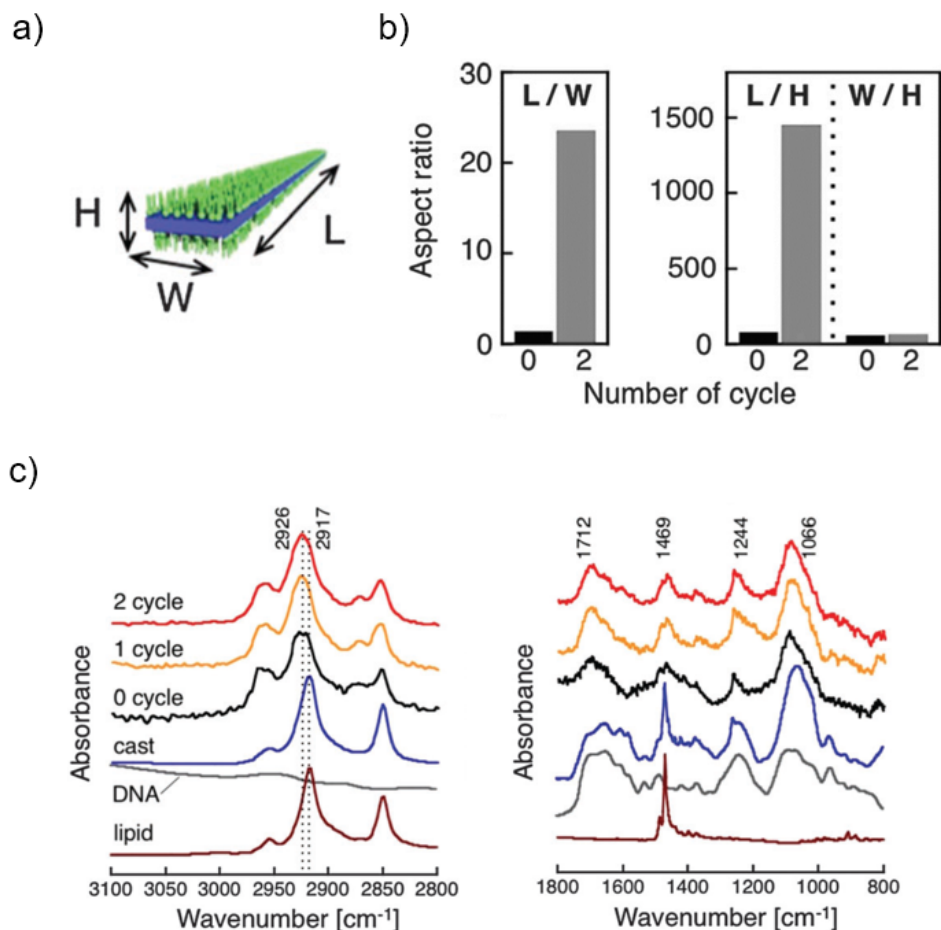 a)
H
W
L
b)
Aspect ratio
30
20
10
0
L / W
0 2
1500
1000
500
0
L / H W / H
0 2 0 2
Number of cycle
c)
Absorbance
2926 2917
2 cycle
1 cycle
0 cycle
cast
DNA
lipid
3100 3000 2950 2900 2850 2800
Wavenumber [cm-1]
Absorbance
1712 1469 1244 1066
1800 1600 1400 1200 1000 800
Wavenumber [cm-1]